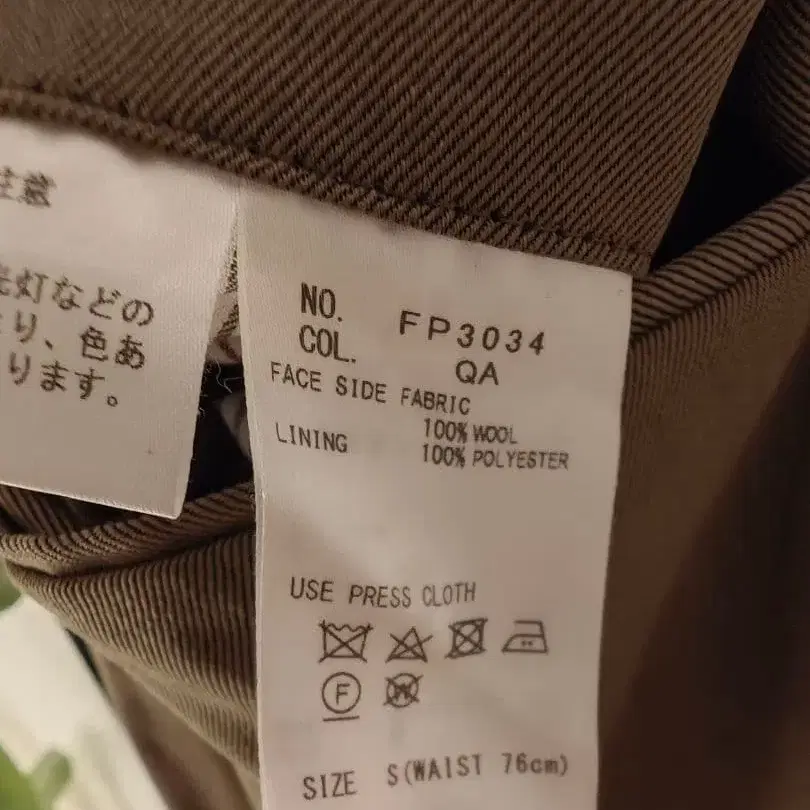 注意
光灯などの
り、色あ
ります。
NO. FP3034
COL. QA
FACE SIDE FABRIC
100% WOOL
LINING 100% POLYESTER
USE PRESS CLOTH
F
W
SIZE S(WAIST 76cm)